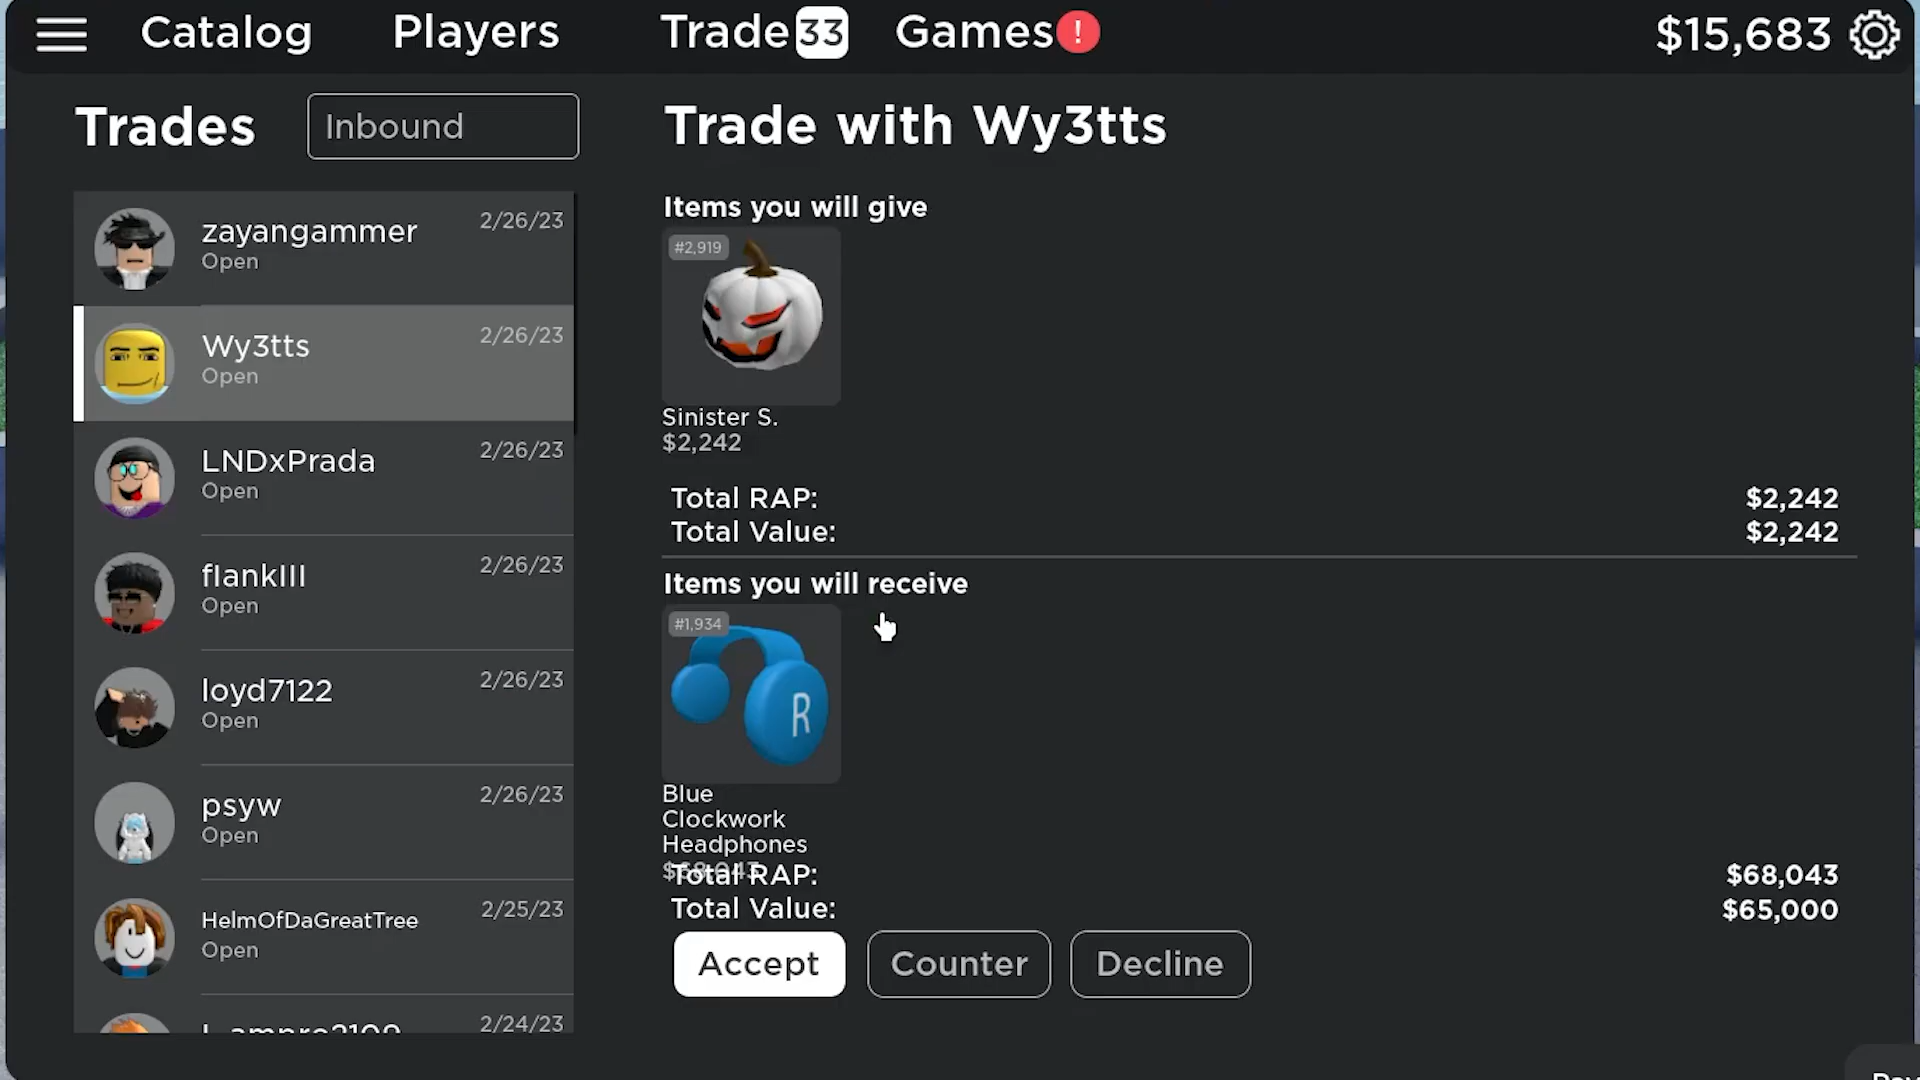 Catalog
Players
Trade 33
Games !
$15,683
Trades
Inbound
zayangammer
2/26/23
Open
Wy3tts
2/26/23
Open
LNDxPrada
2/26/23
Open
flankIII
2/26/23
Open
loyd7122
2/26/23
Open
psyw
2/26/23
Open
HelmOfDaGreatTree
2/25/23
Open
2/24/23
Trade with Wy3tts
Items you will give
#2,919
Sinister S.
$2,242
Total RAP:
$2,242
Total Value:
$2,242
Items you will receive
#1,934
R
Blue
Clockwork
Headphones
$68,043
Total RAP:
$68,043
Total Value:
$65,000
Accept
Counter
Decline